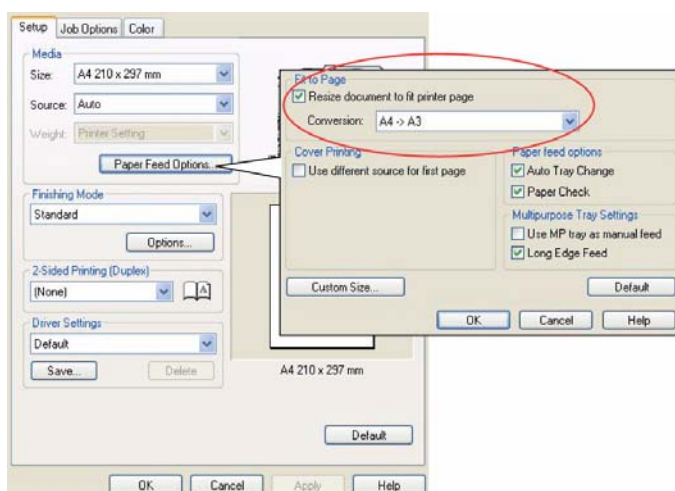 Setup Job Options Color
Media
Size: A4 210 x 297 mm
Source: Auto
Weight: Printer Setting
Paper Feed Options...
Finishing Mode
Standard
Options...
2-Sided Printing (Duplex)
(None)
A
Driver Settings
Default
Save... Delete
A4 210 x 297 mm
Default
OK Cancel Apply Help
Fit to Page
Resize document to fit printer page
Conversion: A4 -> A3
Cover Printing
Use different source for first page
Paper feed options
Auto Tray Change
Paper Check
Multipurpose Tray Settings
Use MP tray as manual feed
Long Edge Feed
Custom Size... Default
OK Cancel Help